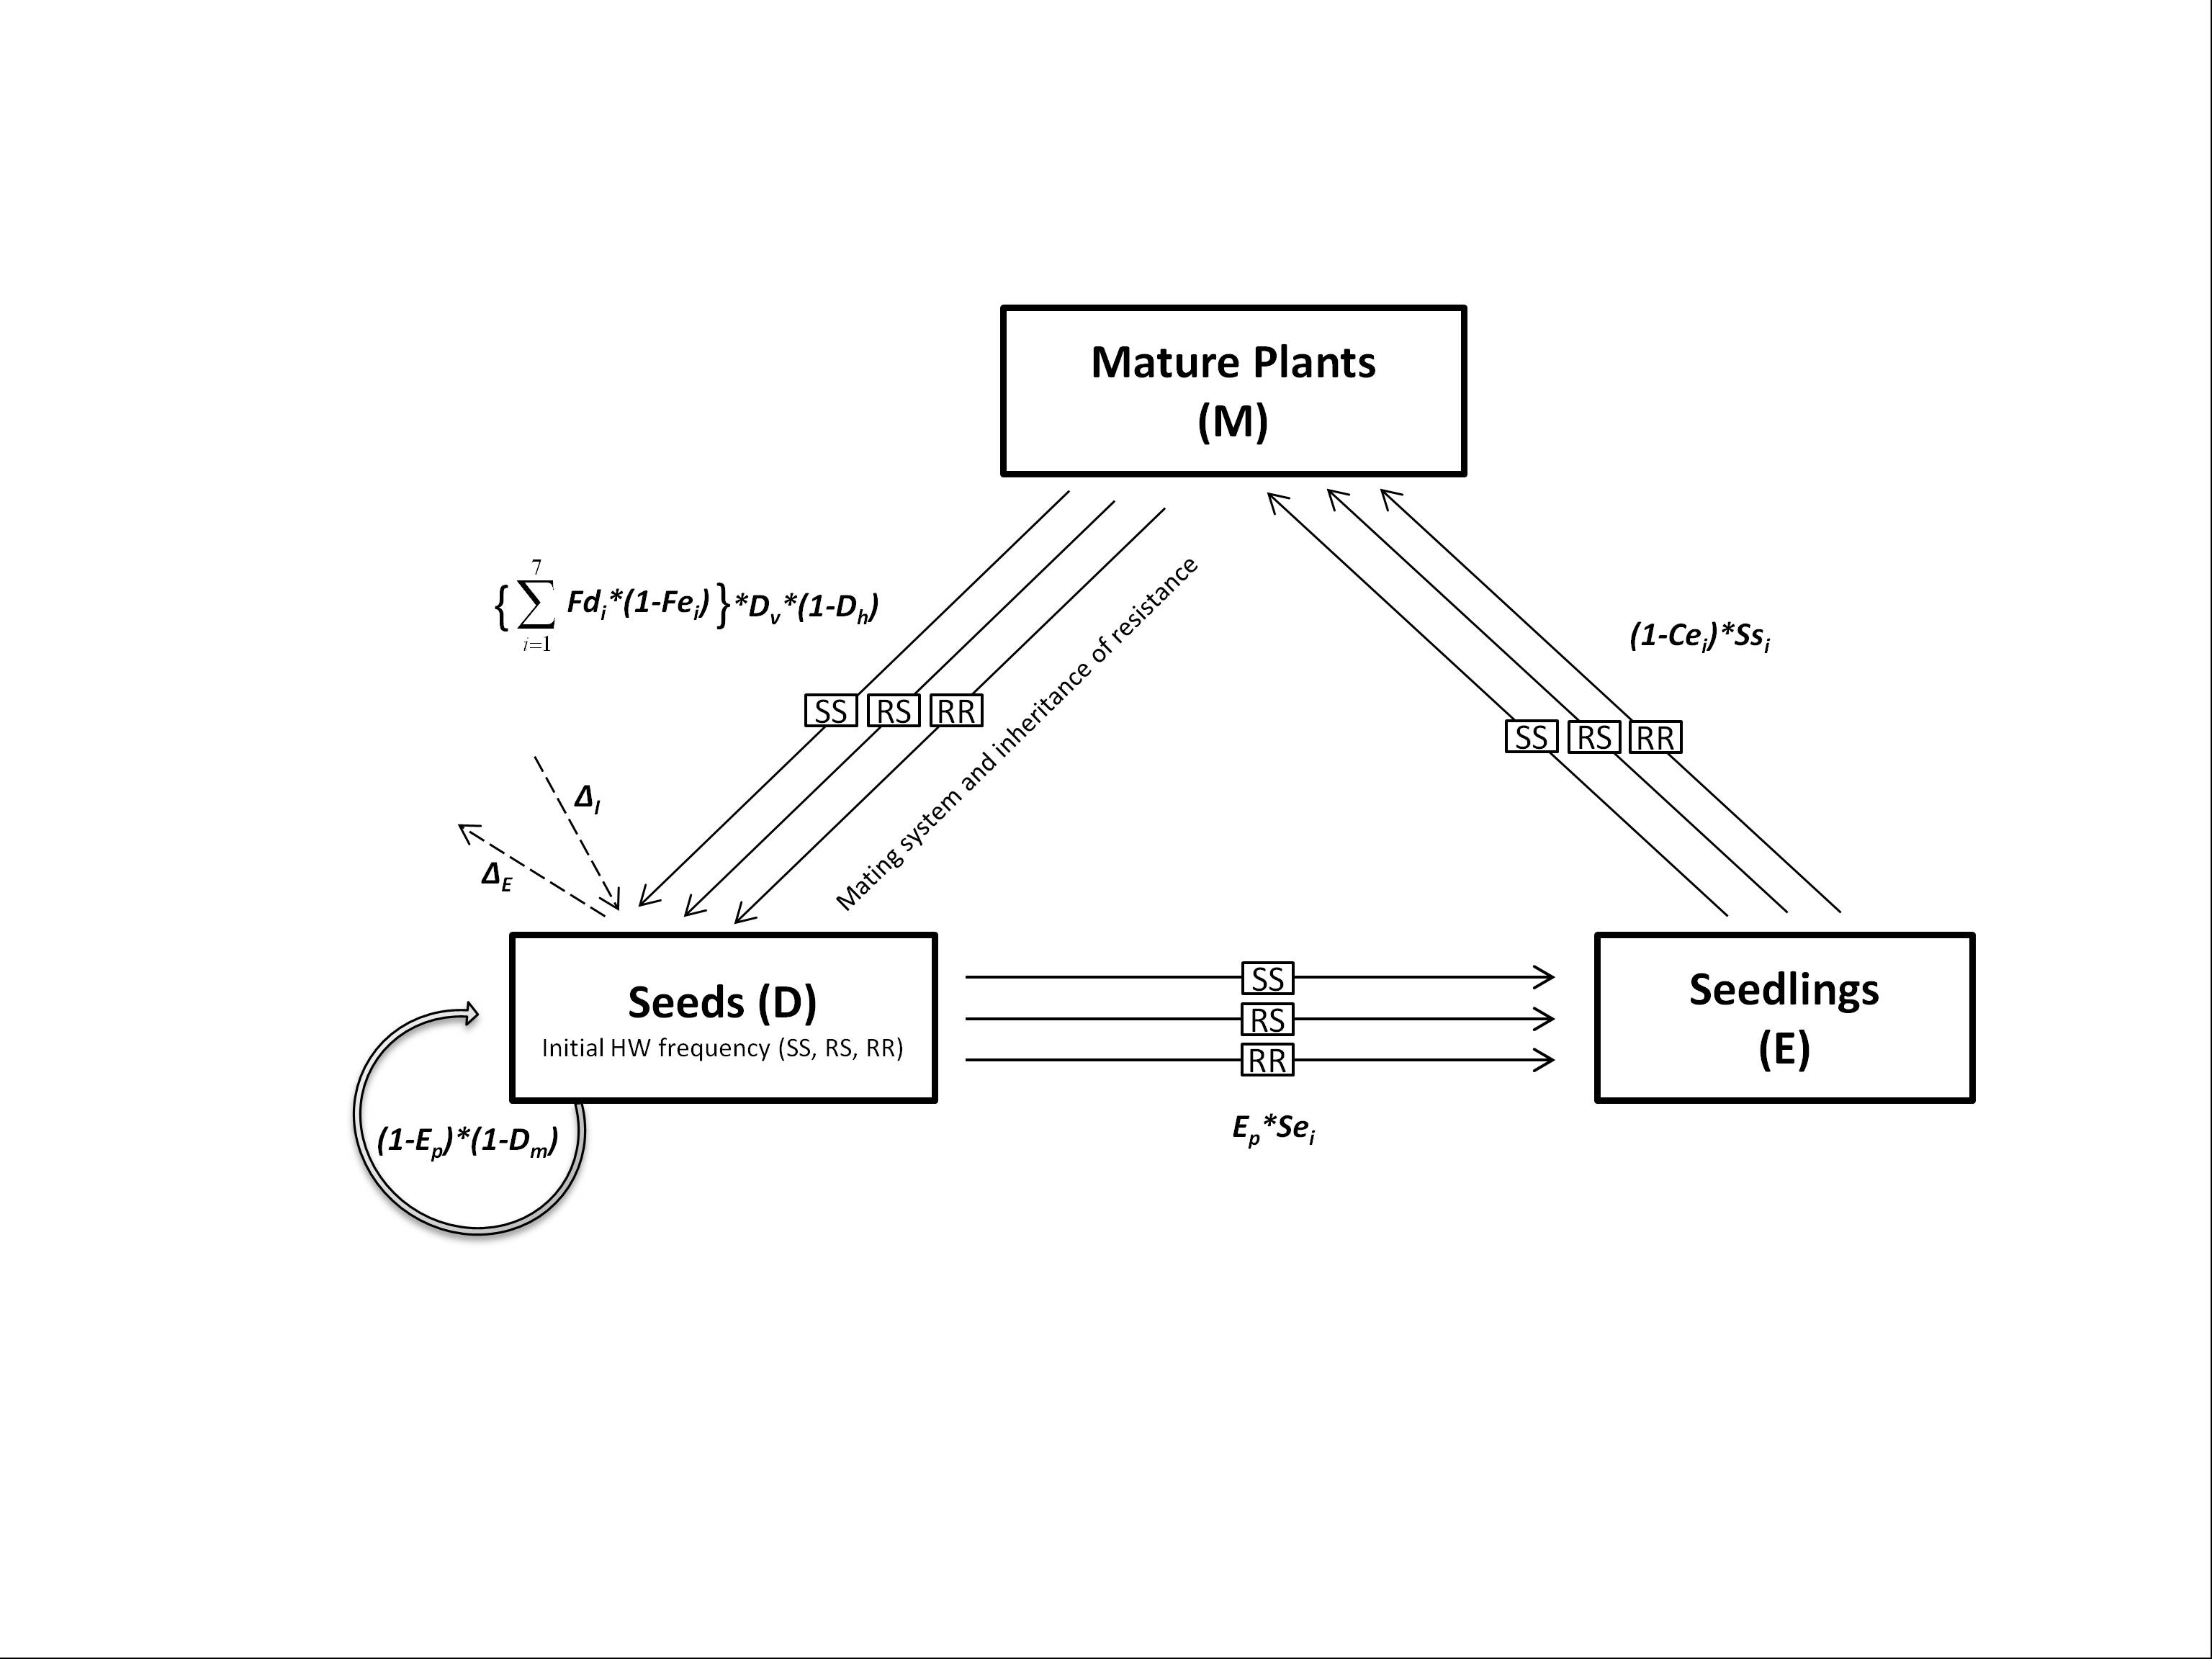 Mature Plants
(M)
7
{ ∑ Fdᵢ*(1-Feᵢ) }*Dᵥ*(1-Dₕ)
i=1
(1-Ceᵢ)*Ssᵢ
SS RS RR
Mating system and inheritance of resistance
SS RS RR
Δ_I
Δ_E
Seeds (D)
Initial HW frequency (SS, RS, RR)
SS
RS
RR
Seedlings
(E)
Eₚ*Seᵢ
(1-Eₚ)*(1-Dₘ)